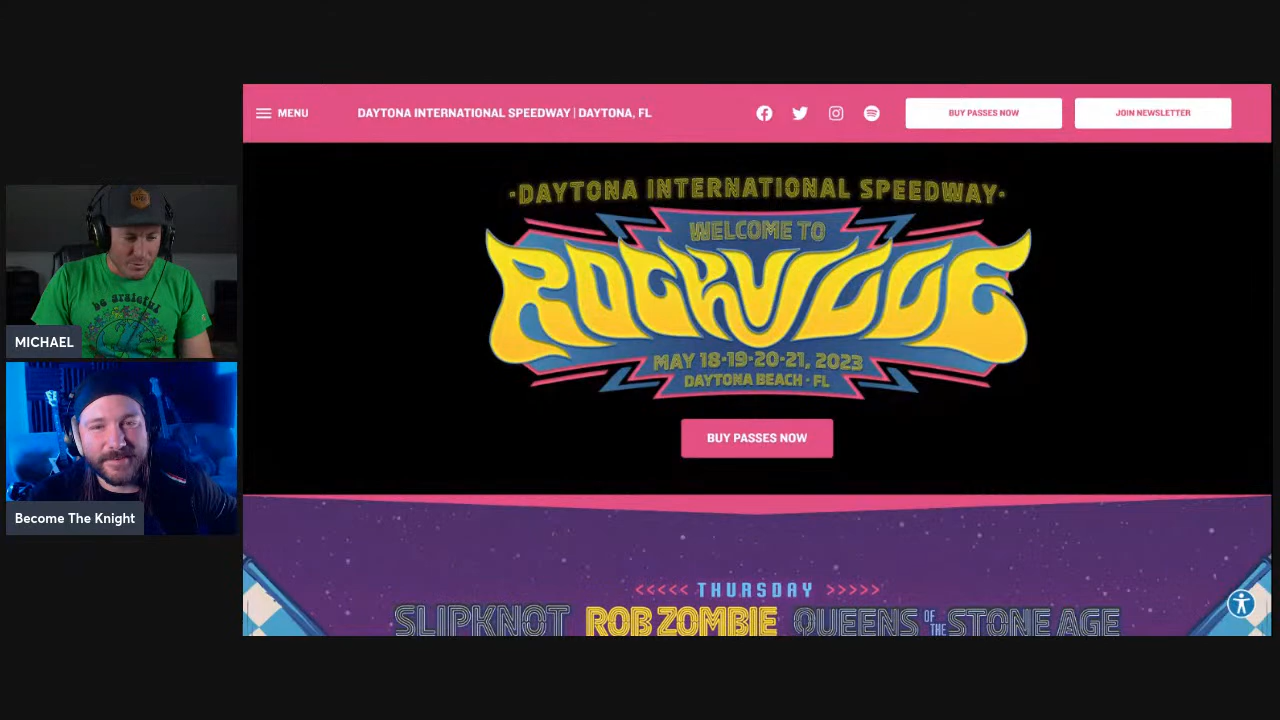 MENU
DAYTONA INTERNATIONAL SPEEDWAY | DAYTONA, FL
BUY PASSES NOW
JOIN NEWSLETTER
·DAYTONA INTERNATIONAL SPEEDWAY·
WELCOME TO
ROCKVILLE
MAY 18-19-20-21, 2023
DAYTONA BEACH · FL
BUY PASSES NOW
<<<<< THURSDAY >>>>>
SLIPKNOT ROB ZOMBIE QUEENS OF THE STONE AGE
be grateful
MICHAEL
Become The Knight